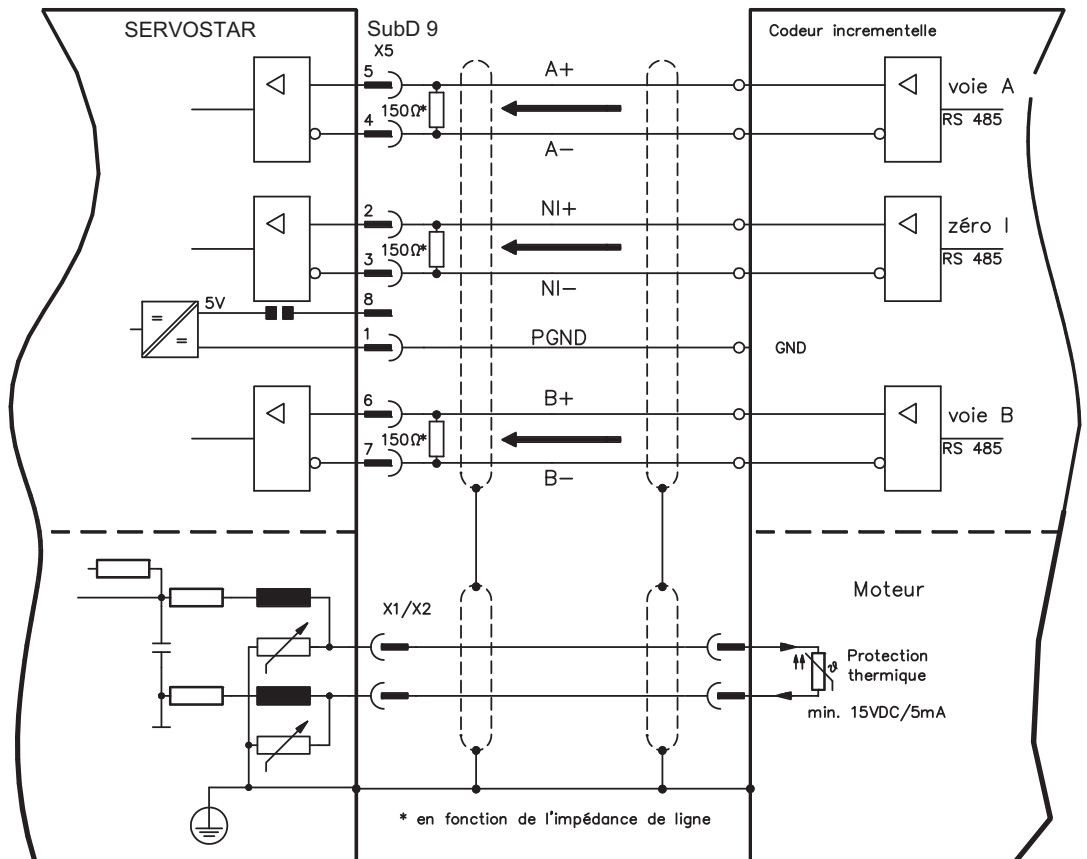 SERVOSTAR
SubD 9
X5
Codeur incrementelle
5
A+
voie A
150Ω*
RS 485
4
A−
2
NI+
zéro I
150Ω*
RS 485
3
NI−
5V
8
=
=
1
PGND
GND
6
B+
voie B
150Ω*
RS 485
7
B−
Moteur
X1/X2
Protection
thermique
ϑ
min. 15VDC/5mA
* en fonction de l'impédance de ligne